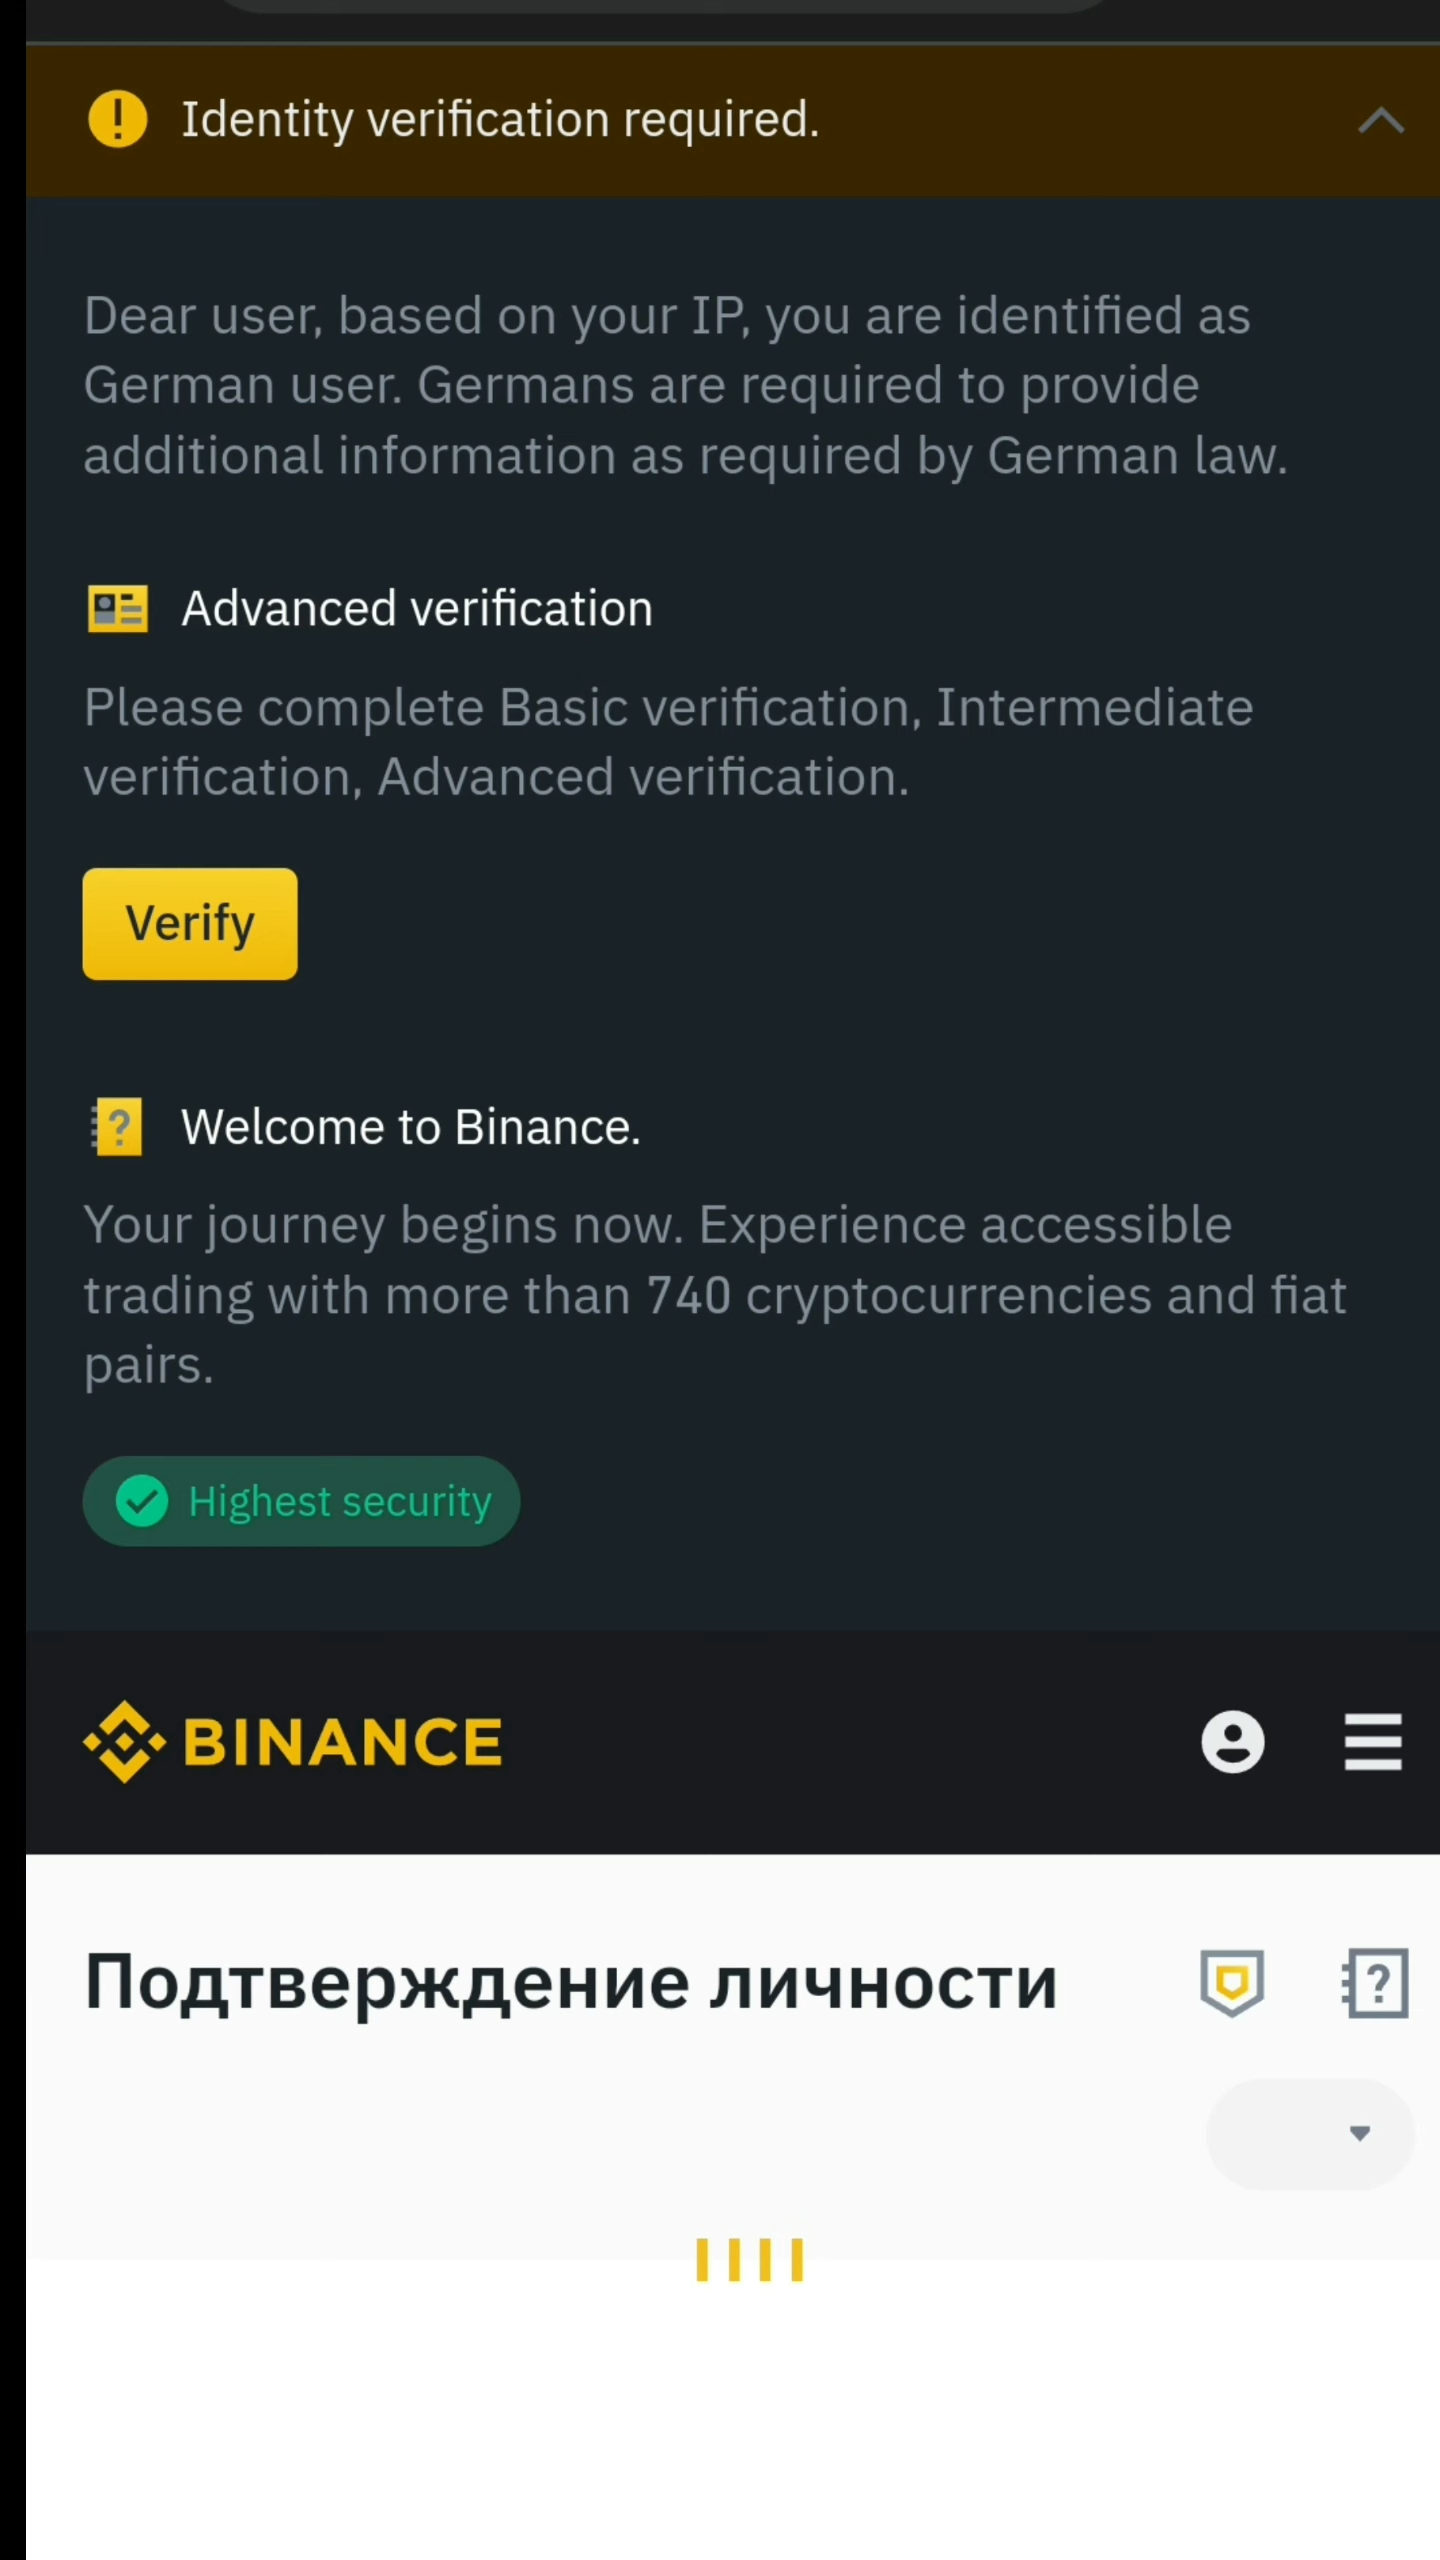 Identity verification required.
Dear user, based on your IP, you are identified as
German user. Germans are required to provide
additional information as required by German law.
Advanced verification
Please complete Basic verification, Intermediate
verification, Advanced verification.
Verify
Welcome to Binance.
Your journey begins now. Experience accessible
trading with more than 740 cryptocurrencies and fiat
pairs.
Highest security
BINANCE
Подтверждение личности